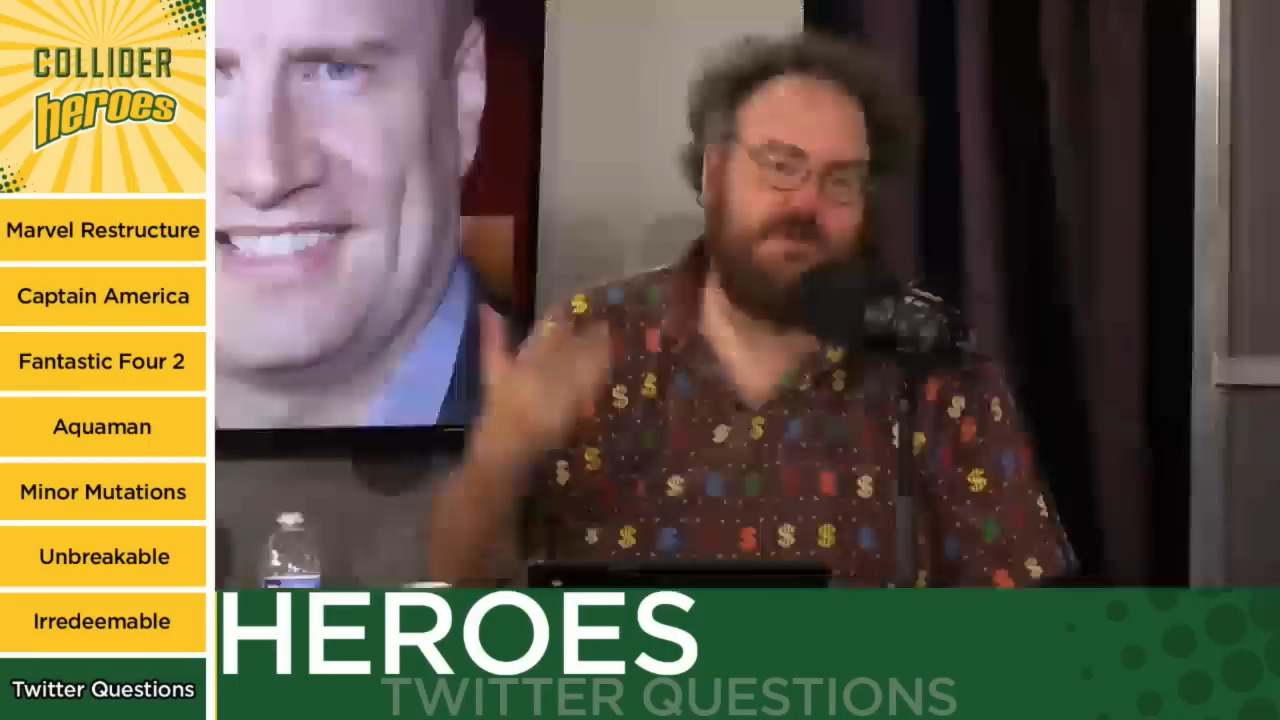 COLLIDER
heroes
Marvel Restructure
Captain America
Fantastic Four 2
Aquaman
Minor Mutations
Unbreakable
Irredeemable
Twitter Questions
HEROES
TWITTER QUESTIONS